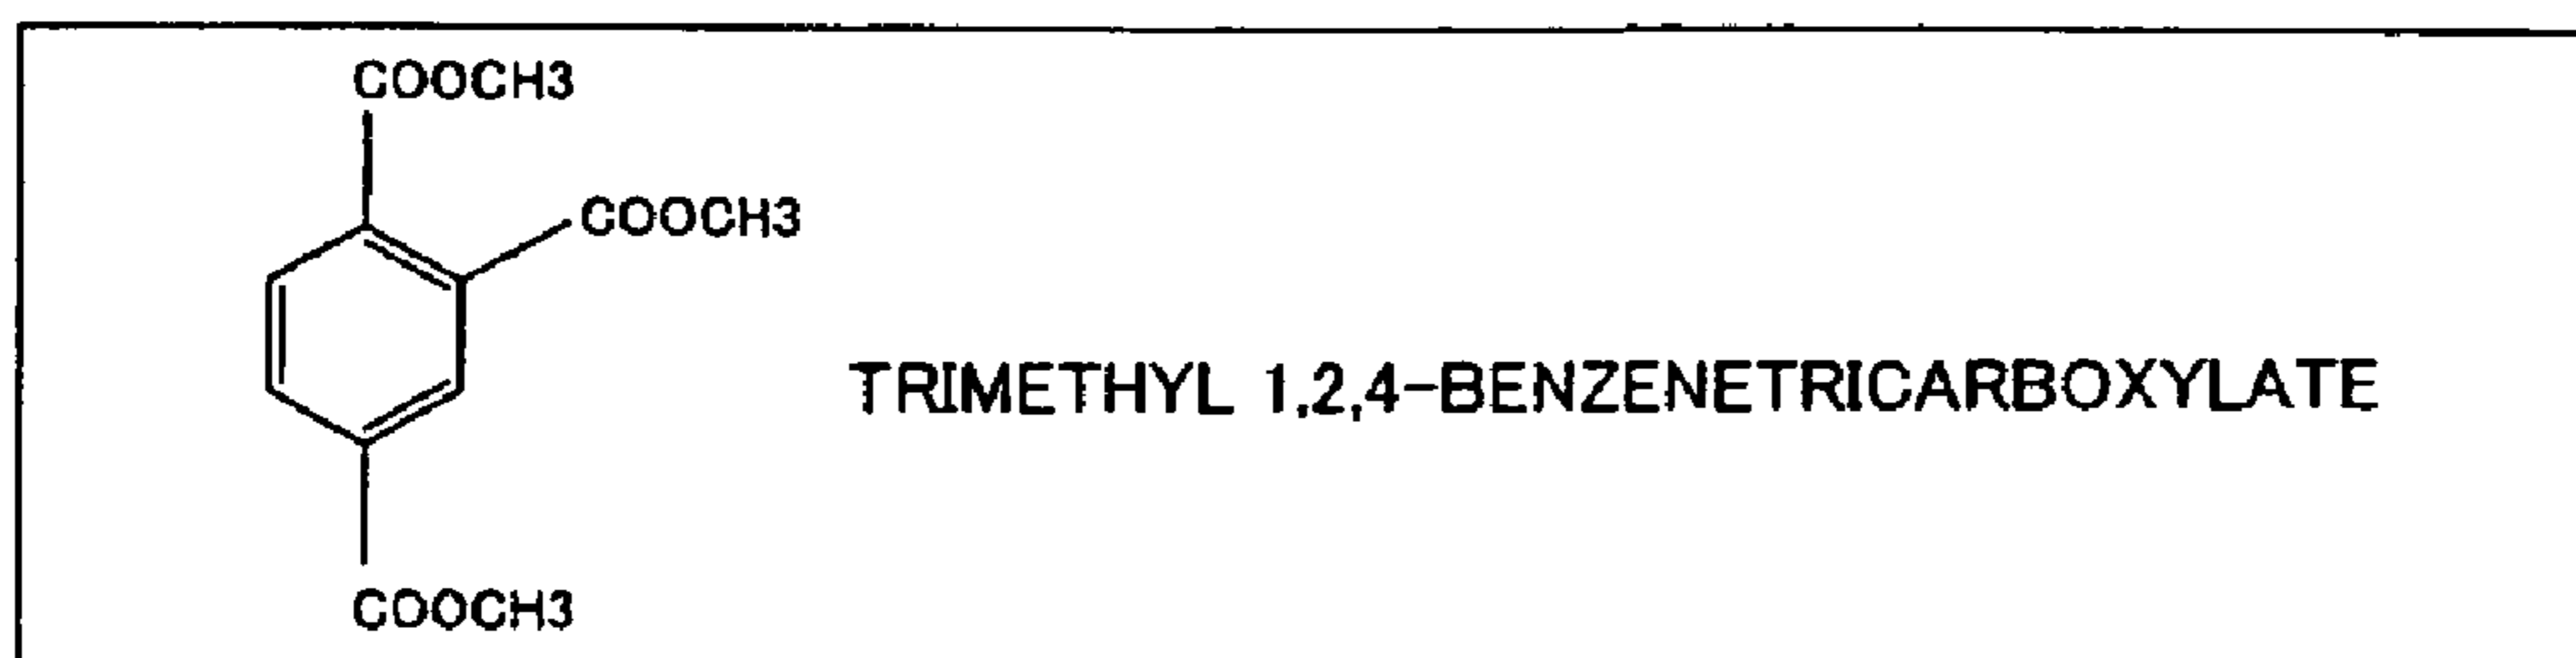 COOCH3
COOCH3
TRIMETHYL 1,2,4-BENZENETRICARBOXYLATE
COOCH3